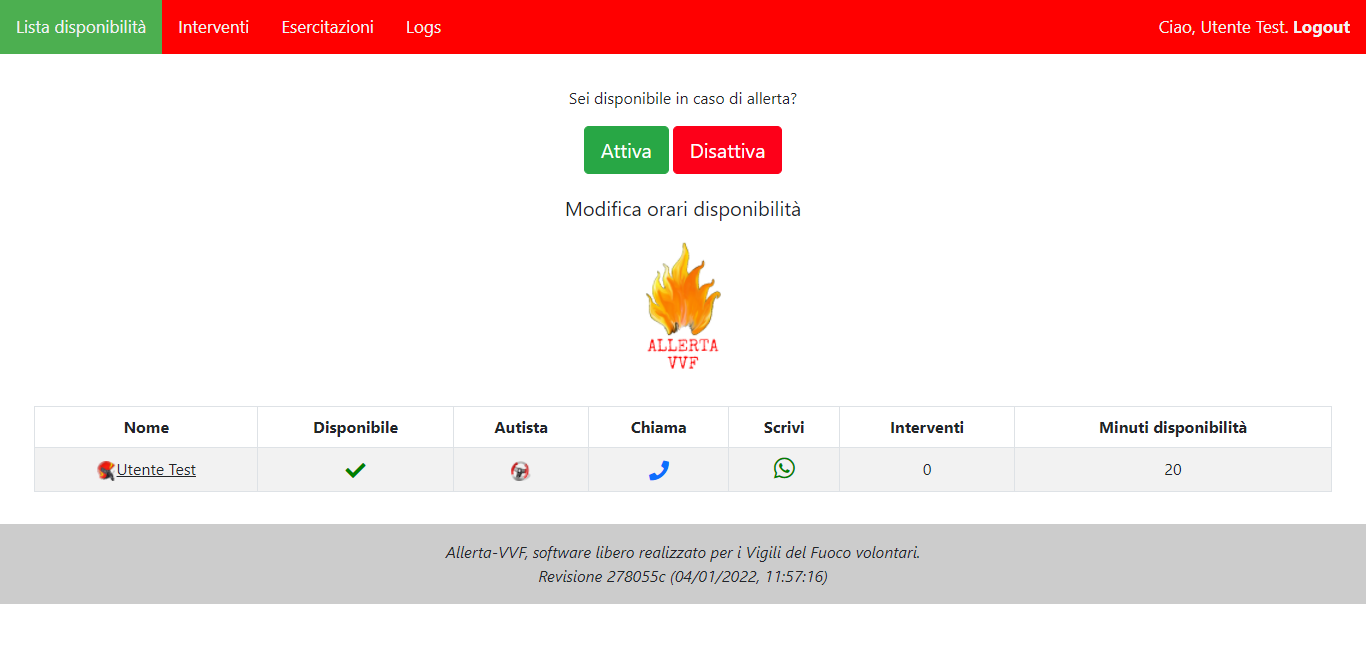 Lista disponibilità Interventi Esercitazioni Logs Ciao, Utente Test. Logout
Sei disponibile in caso di allerta?
Attiva Disattiva
Modifica orari disponibilità
ALLERTA
VVF
Nome Disponibile Autista Chiama Scrivi Interventi Minuti disponibilità
Utente Test 0 20
Allerta-VVF, software libero realizzato per i Vigili del Fuoco volontari.
Revisione 278055c (04/01/2022, 11:57:16)